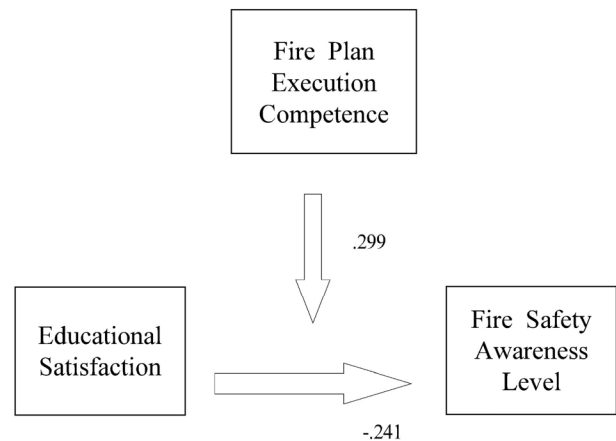 Fire Plan
Execution
Competence
.299
Educational
Satisfaction
Fire Safety
Awareness
Level
-.241